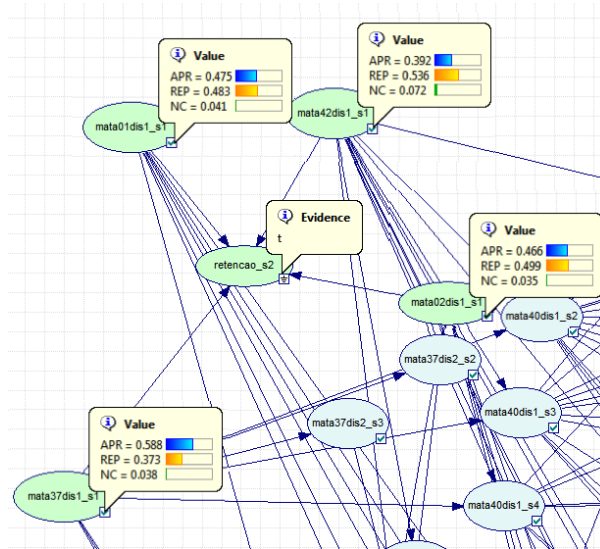 Value
APR = 0.392
REP = 0.536
NC = 0.072
Value
APR = 0.475
REP = 0.483
NC = 0.041
mata01dis1_s1
mata42dis1_s1
Evidence
t
retencao_s2
Value
APR = 0.466
REP = 0.499
NC = 0.035
mata02dis1_s1
mata40dis1_s2
mata37dis2_s2
mata40dis1_s3
mata37dis2_s3
Value
APR = 0.588
REP = 0.373
NC = 0.038
mata37dis1_s1
mata40dis1_s4